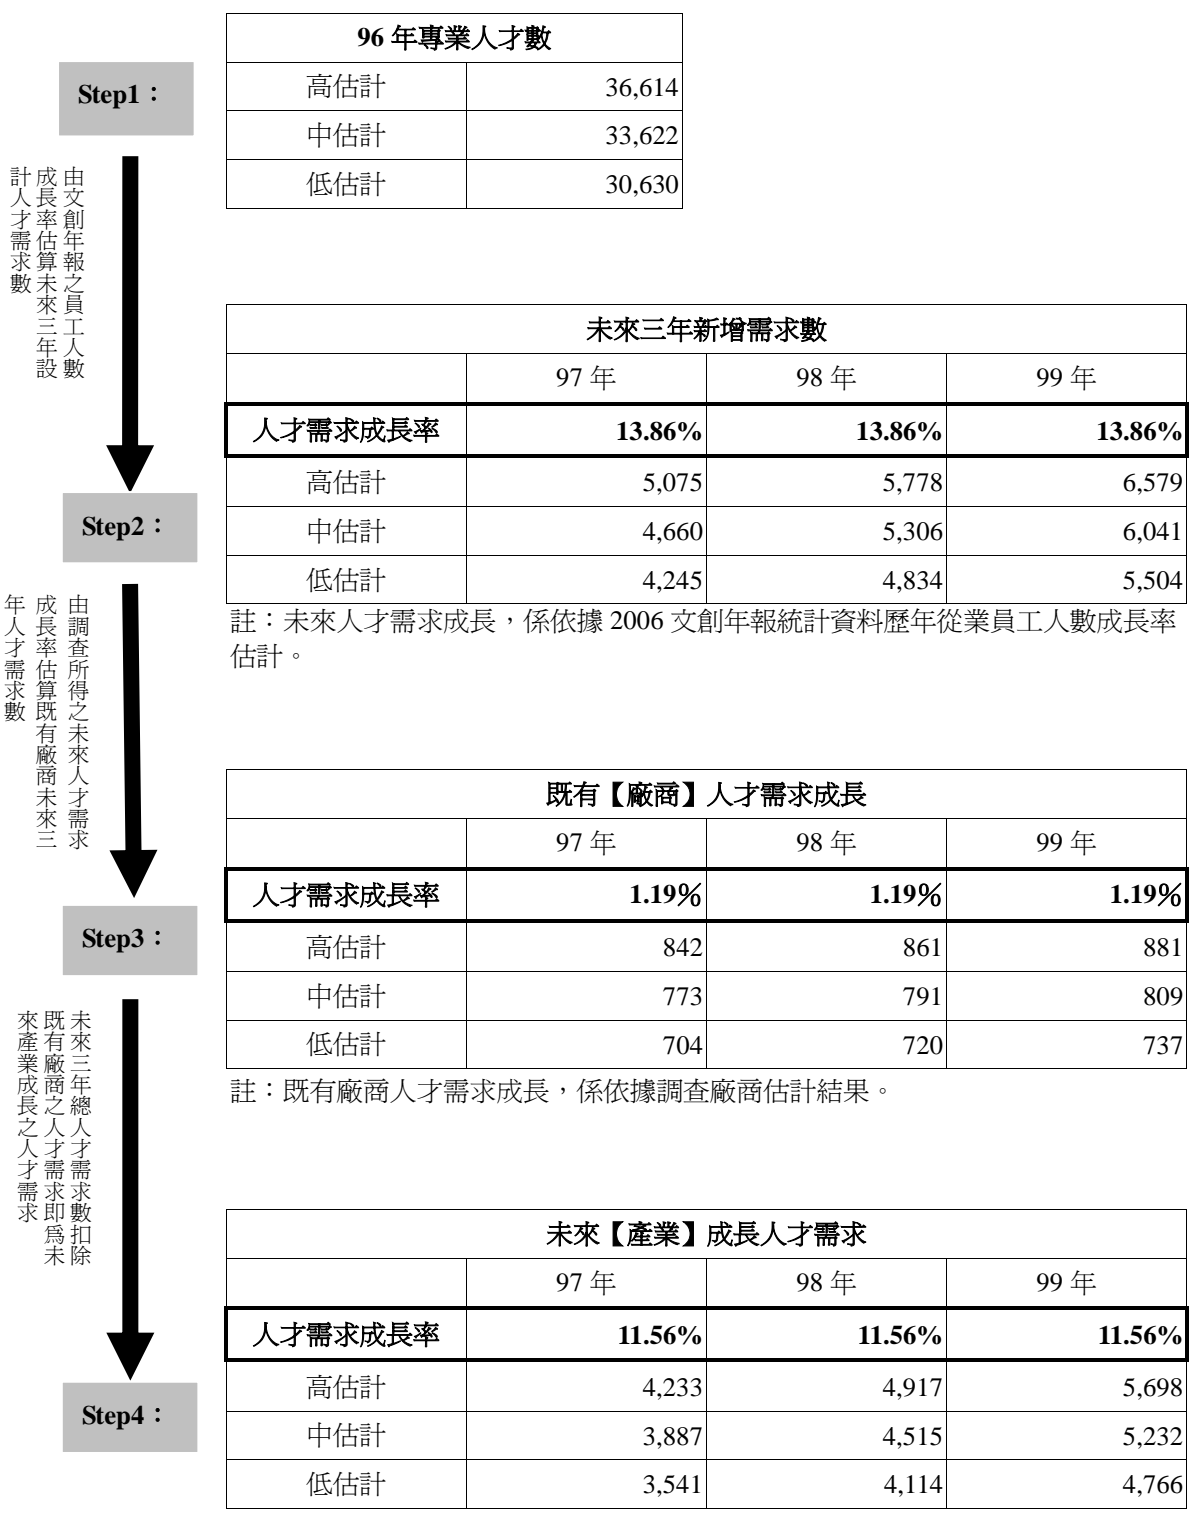 96 年專業人才數
高估計 36,614
中估計 33,622
低估計 30,630
Step1：
由文創年報之員工人數
成長率估算未來三年設
計人才需求數
未來三年新增需求數
97 年 98 年 99 年
人才需求成長率 13.86% 13.86% 13.86%
高估計 5,075 5,778 6,579
中估計 4,660 5,306 6,041
低估計 4,245 4,834 5,504
Step2：
註：未來人才需求成長，係依據 2006 文創年報統計資料歷年從業員工人數成長率
估計。
由調查所得之未來人才需求
成長率估算既有廠商未來三
年人才需求數
既有【廠商】人才需求成長
97 年 98 年 99 年
人才需求成長率 1.19% 1.19% 1.19%
高估計 842 861 881
中估計 773 791 809
低估計 704 720 737
Step3：
註：既有廠商人才需求成長，係依據調查廠商估計結果。
未來三年總人才需求數扣除
既有廠商之人才需求即為未
來產業成長之人才需求
未來【產業】成長人才需求
97 年 98 年 99 年
人才需求成長率 11.56% 11.56% 11.56%
高估計 4,233 4,917 5,698
中估計 3,887 4,515 5,232
低估計 3,541 4,114 4,766
Step4：